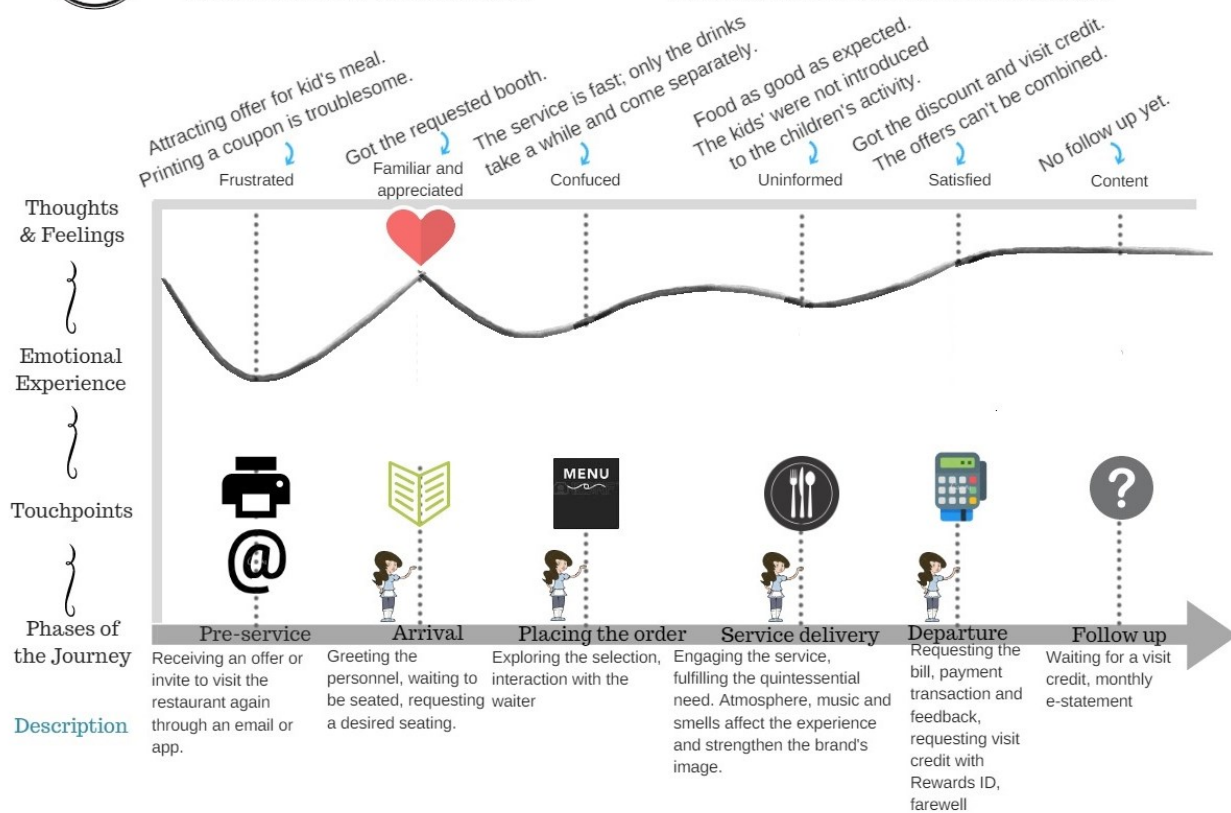 Attracting offer for kid's meal.
Printing a coupon is troublesome.
Frustrated
Got the requested booth.
Familiar and
appreciated
The service is fast; only the drinks
take a while and come separately.
Confuced
Food as good as expected.
The kids' were not introduced
to the children's activity.
Uninformed
Got the discount and visit credit.
The offers can't be combined.
Satisfied
No follow up yet.
Content
Thoughts
& Feelings
Emotional
Experience
Touchpoints
@
MENU
?
Phases of
the Journey
Pre-service
Arrival
Placing the order
Service delivery
Departure
Follow up
Description
Receiving an offer or
invite to visit the
restaurant again
through an email or
app.
Greeting the
personnel, waiting to
be seated, requesting
a desired seating.
Exploring the selection,
interaction with the
waiter
Engaging the service,
fulfilling the quintessential
need. Atmosphere, music and
smells affect the experience
and strengthen the brand's
image.
Requesting the
bill, payment
transaction and
feedback,
requesting visit
credit with
Rewards ID,
farewell
Waiting for a visit
credit, monthly
e-statement